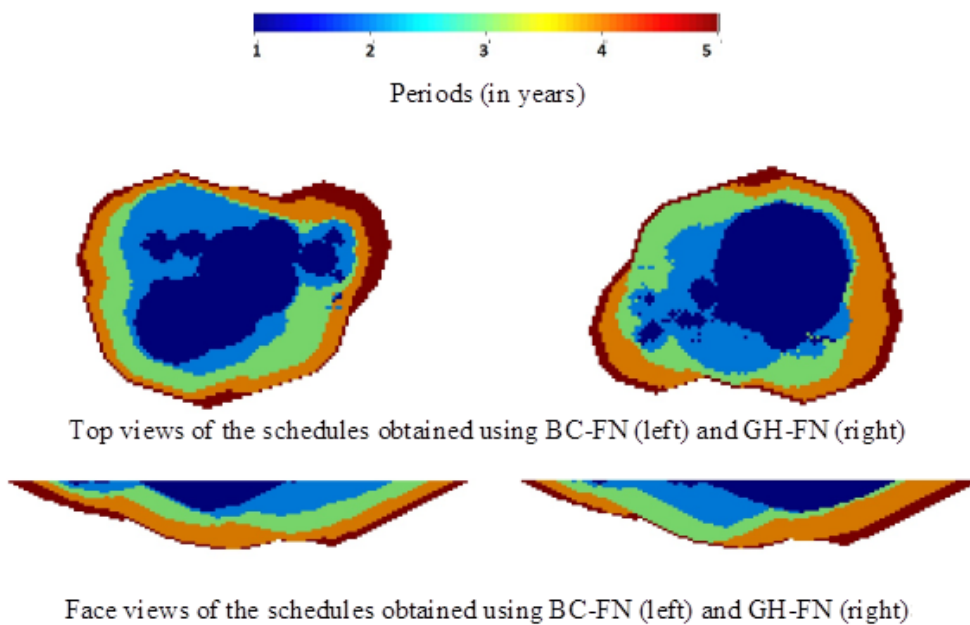 1 2 3 4 5
Periods (in years)
Top views of the schedules obtained using BC-FN (left) and GH-FN (right)
Face views of the schedules obtained using BC-FN (left) and GH-FN (right)